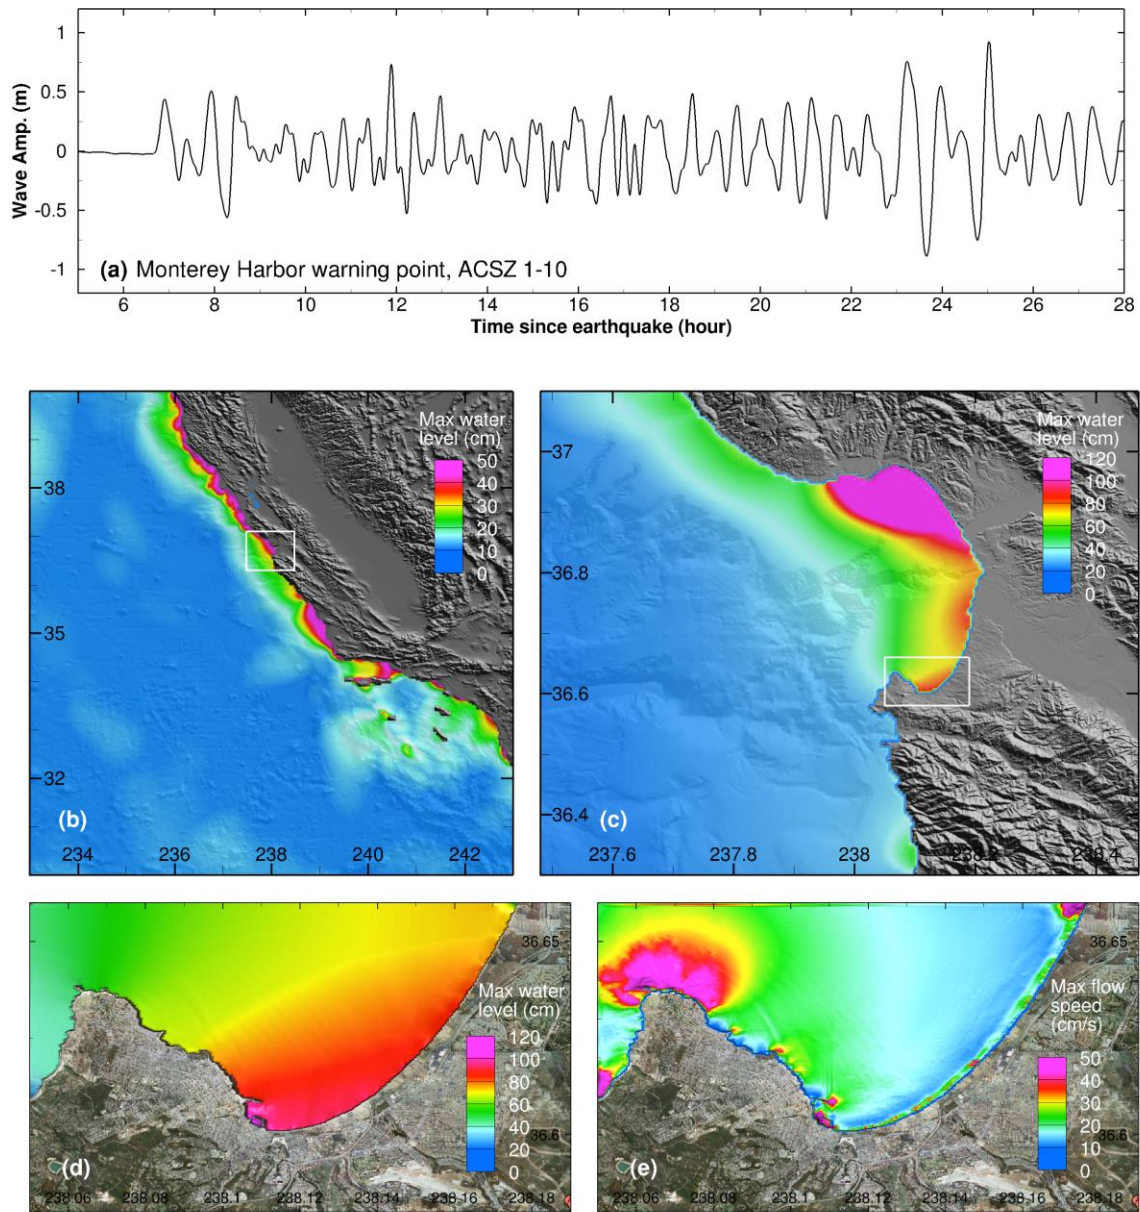 1
0.5
0
-0.5
-1
Wave Amp. (m)
(a) Monterey Harbor warning point, ACSZ 1-10
6 8 10 12 14 16 18 20 22 24 26 28
Time since earthquake (hour)
Max water
level (cm)
50
40
30
20
10
0
38
35
32
(b)
234 236 238 240 242
Max water
level (cm)
120
100
80
60
40
20
0
37
36.8
36.6
36.4
(c)
237.6 237.8 238 238.2 238.4
36.65
Max water
level (cm)
120
100
80
60
40
20
0
36.6
(d)
238.06 238.08 238.1 238.12 238.14 238.16 238.18
36.65
Max flow
speed
(cm/s)
50
40
30
20
10
0
36.6
(e)
238.06 238.08 238.1 238.12 238.14 238.16 238.18